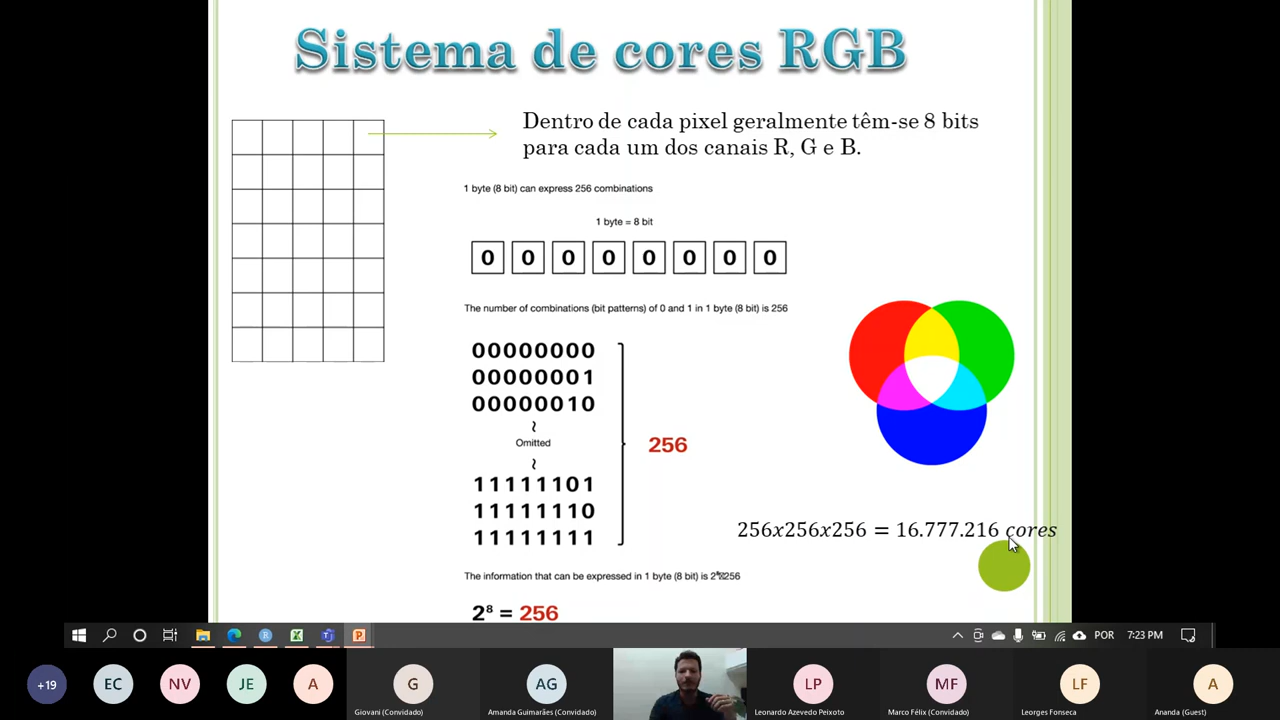 Sistema de cores RGB
Dentro de cada pixel geralmente têm-se 8 bits
para cada um dos canais R, G e B.
1 byte (8 bit) can express 256 combinations
1 byte = 8 bit
0 0 0 0 0 0 0 0
The number of combinations (bit patterns) of 0 and 1 in 1 byte (8 bit) is 256
00000000
00000001
00000010
~
Omitted
~
11111101
11111110
11111111
256
256x256x256 = 16.777.216 cores
The information that can be expressed in 1 byte (8 bit) is
256
2⁸ = 256
POR
7:23 PM
+19
EC
NV
JE
A
G
Giovani (Convidado)
AG
Amanda Guimarães (Convidado)
LP
Leonardo Azevedo Peixoto
MF
Marco Félix (Convidado)
LF
Leorges Fonseca
A
Ananda (Guest)